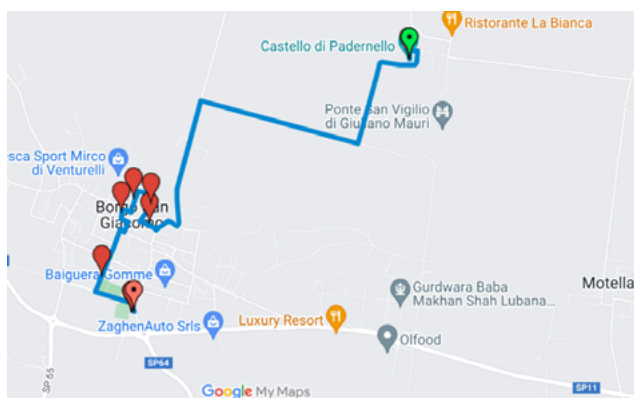 Ristorante La Bianca
Castello di Padernello
Ponte San Vigilio
di Giuliano Mauri
esca Sport Mirco
di Venturelli
Borgo San
Giacomo
Baiguera Gomme
Gurdwara Baba
Makhan Shah Lubana...
Motella
ZaghenAuto Srls
Luxury Resort
Olfood
SP64
SP 65
SP11
Google My Maps